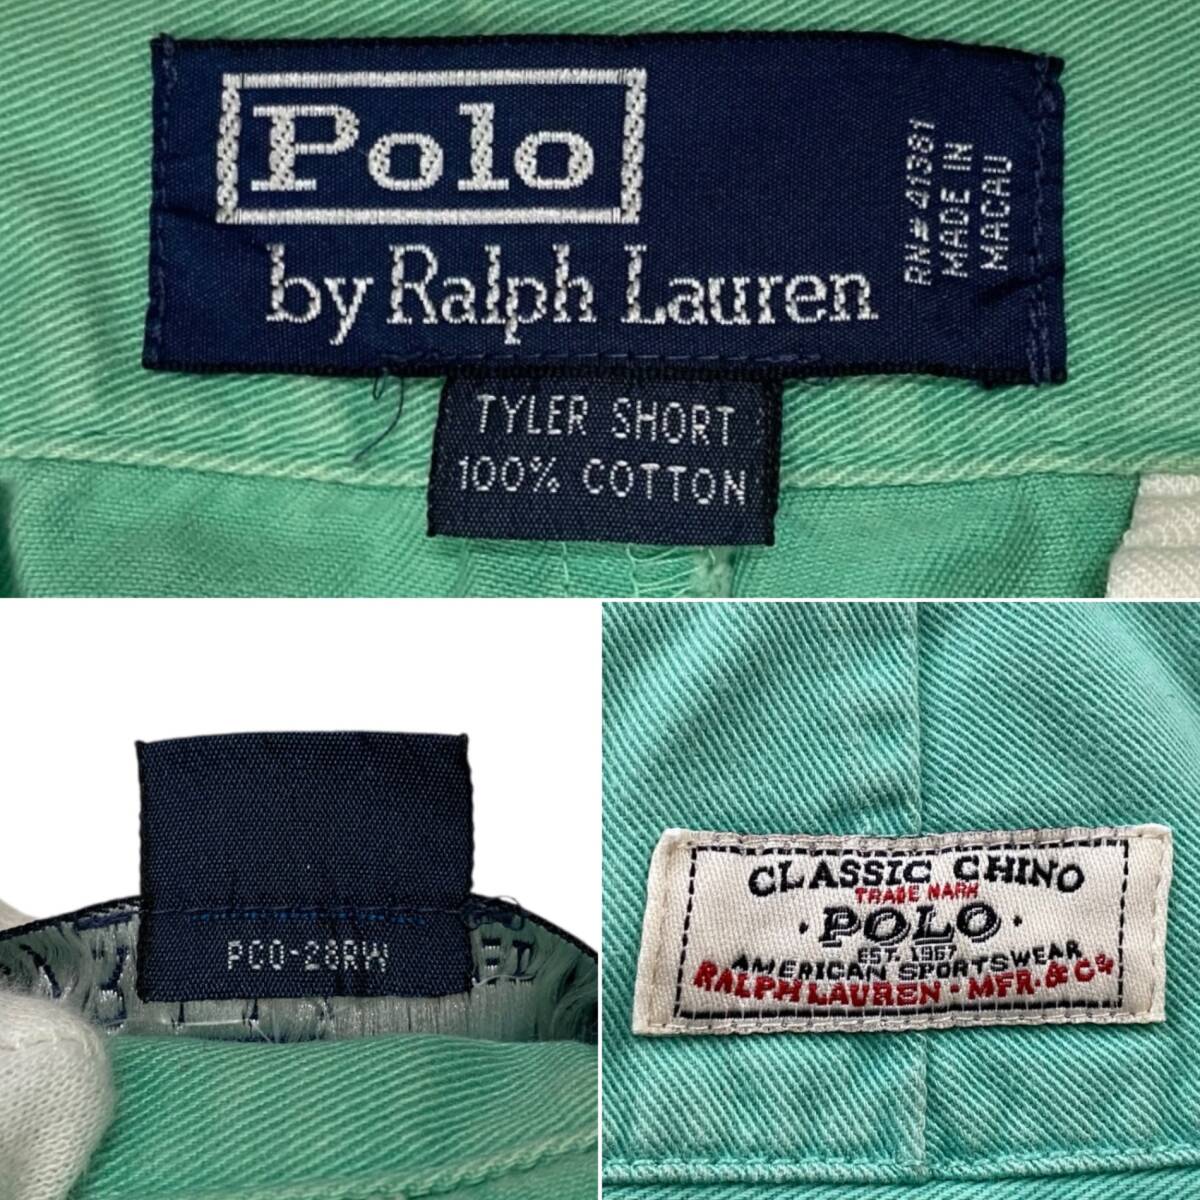 Polo
by Ralph Lauren
RN# 41381
MADE IN
MACAU
TYLER SHORT
100% COTTON
PC0-28RW
CLASSIC CHINO
TRADE MARK
·POLO·
EST. 1967
AMERICAN SPORTSWEAR
RALPH LAUREN · MFR. & Co.